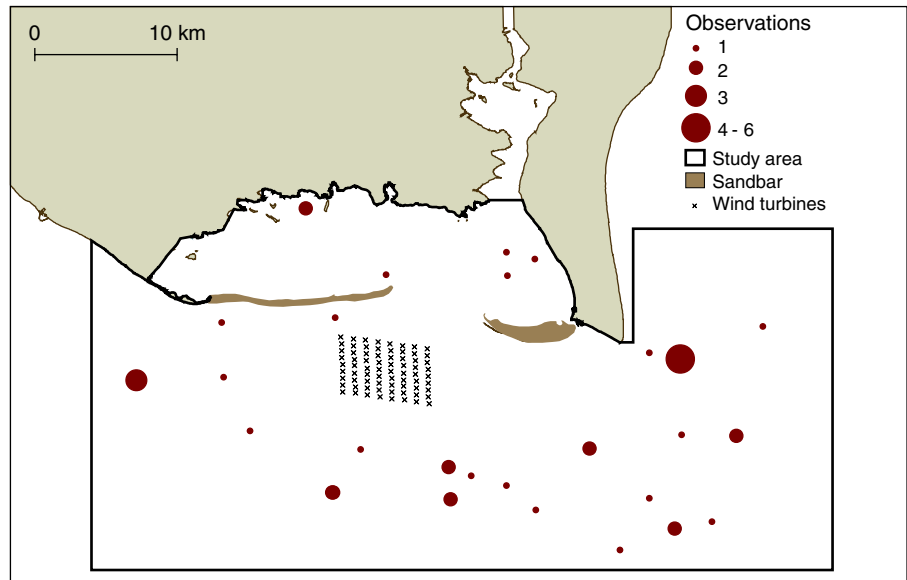 0
10 km
Observations
1
2
3
4 - 6
Study area
Sandbar
Wind turbines